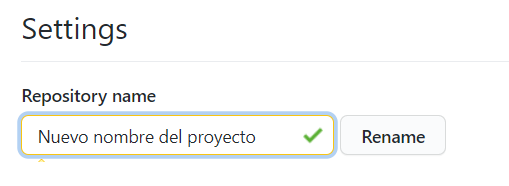 Settings
Repository name
Nuevo nombre del proyecto
Rename